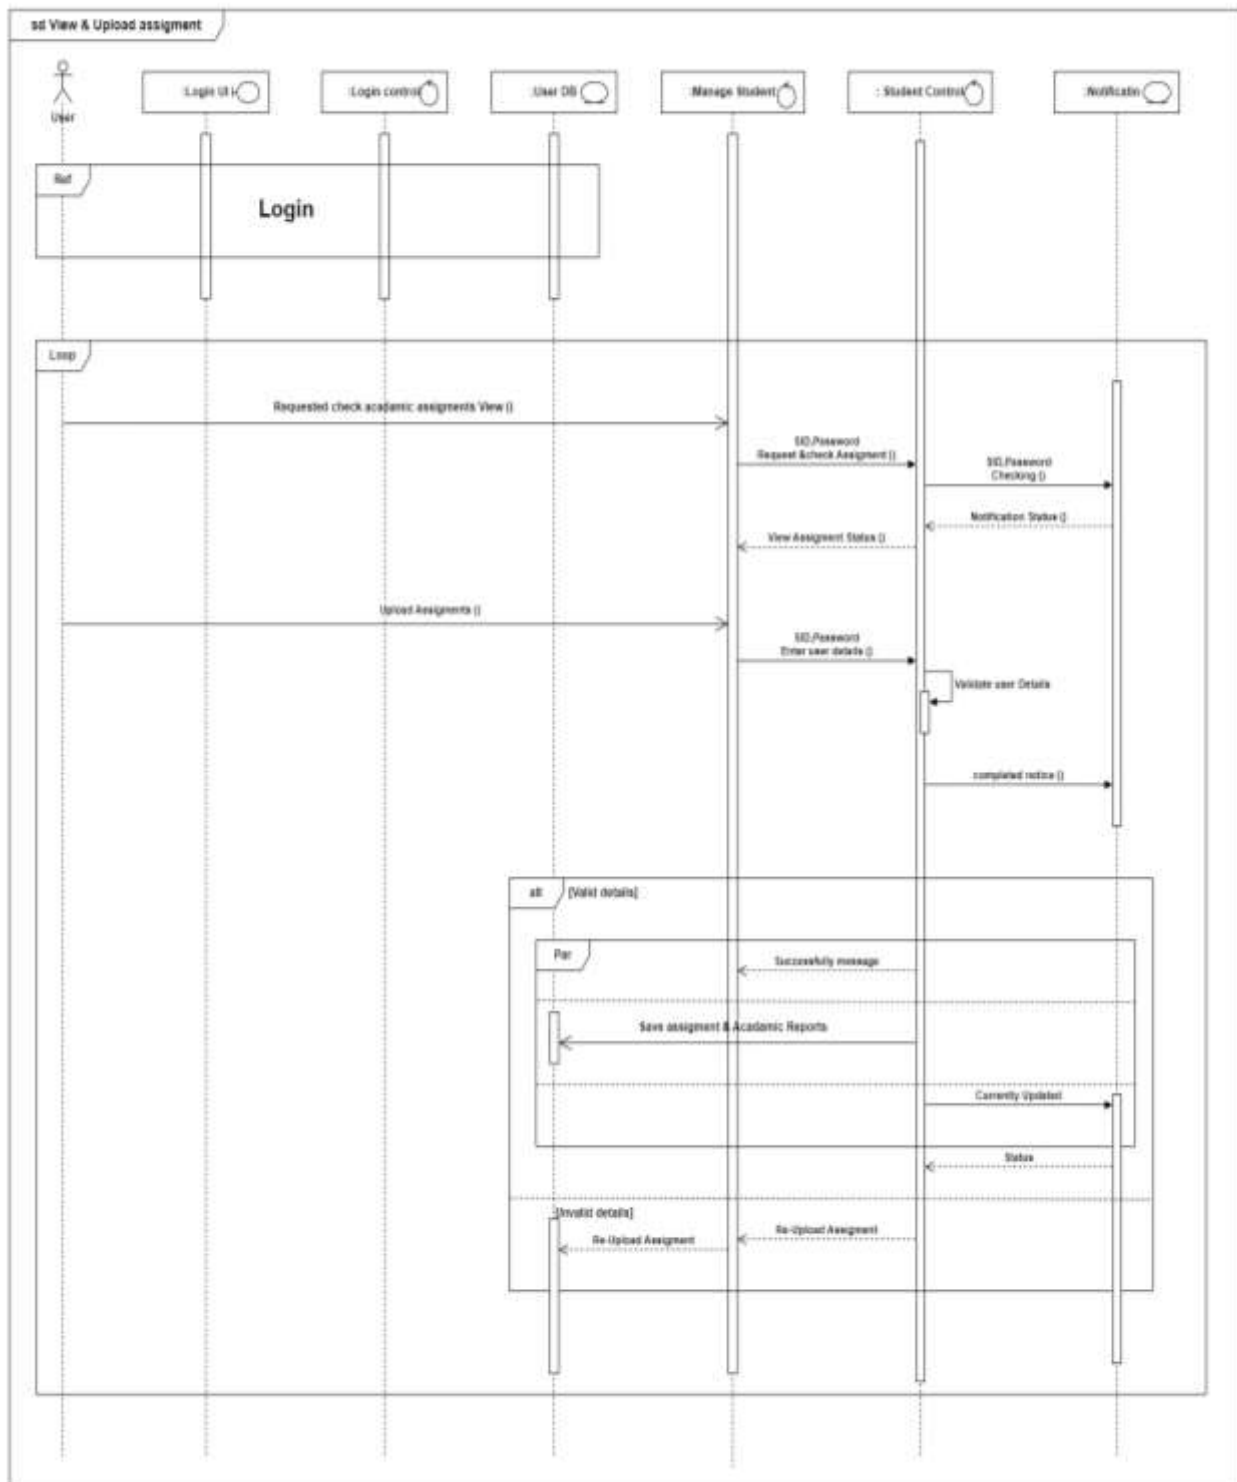 sd View & Upload assigment
:Login UI
:Login control
:User DB
:Manage Student
: Student Control
:Notificatin
User
Ref
Login
Loop
Requested check acadamic assigments View ()
SID,Password
Request &check Assigment ()
SID,Password
Checking ()
Notification Status ()
View Assigment Status ()
Upload Assigments ()
SID,Password
Enter user details ()
Validate user Details
completed notice ()
alt
[Valid details]
Par
Successfully message
Save assigment & Acadamic Reports
Currently Updated
Status
[Invalid details]
Re-Upload Assigment
Re-Upload Assigment